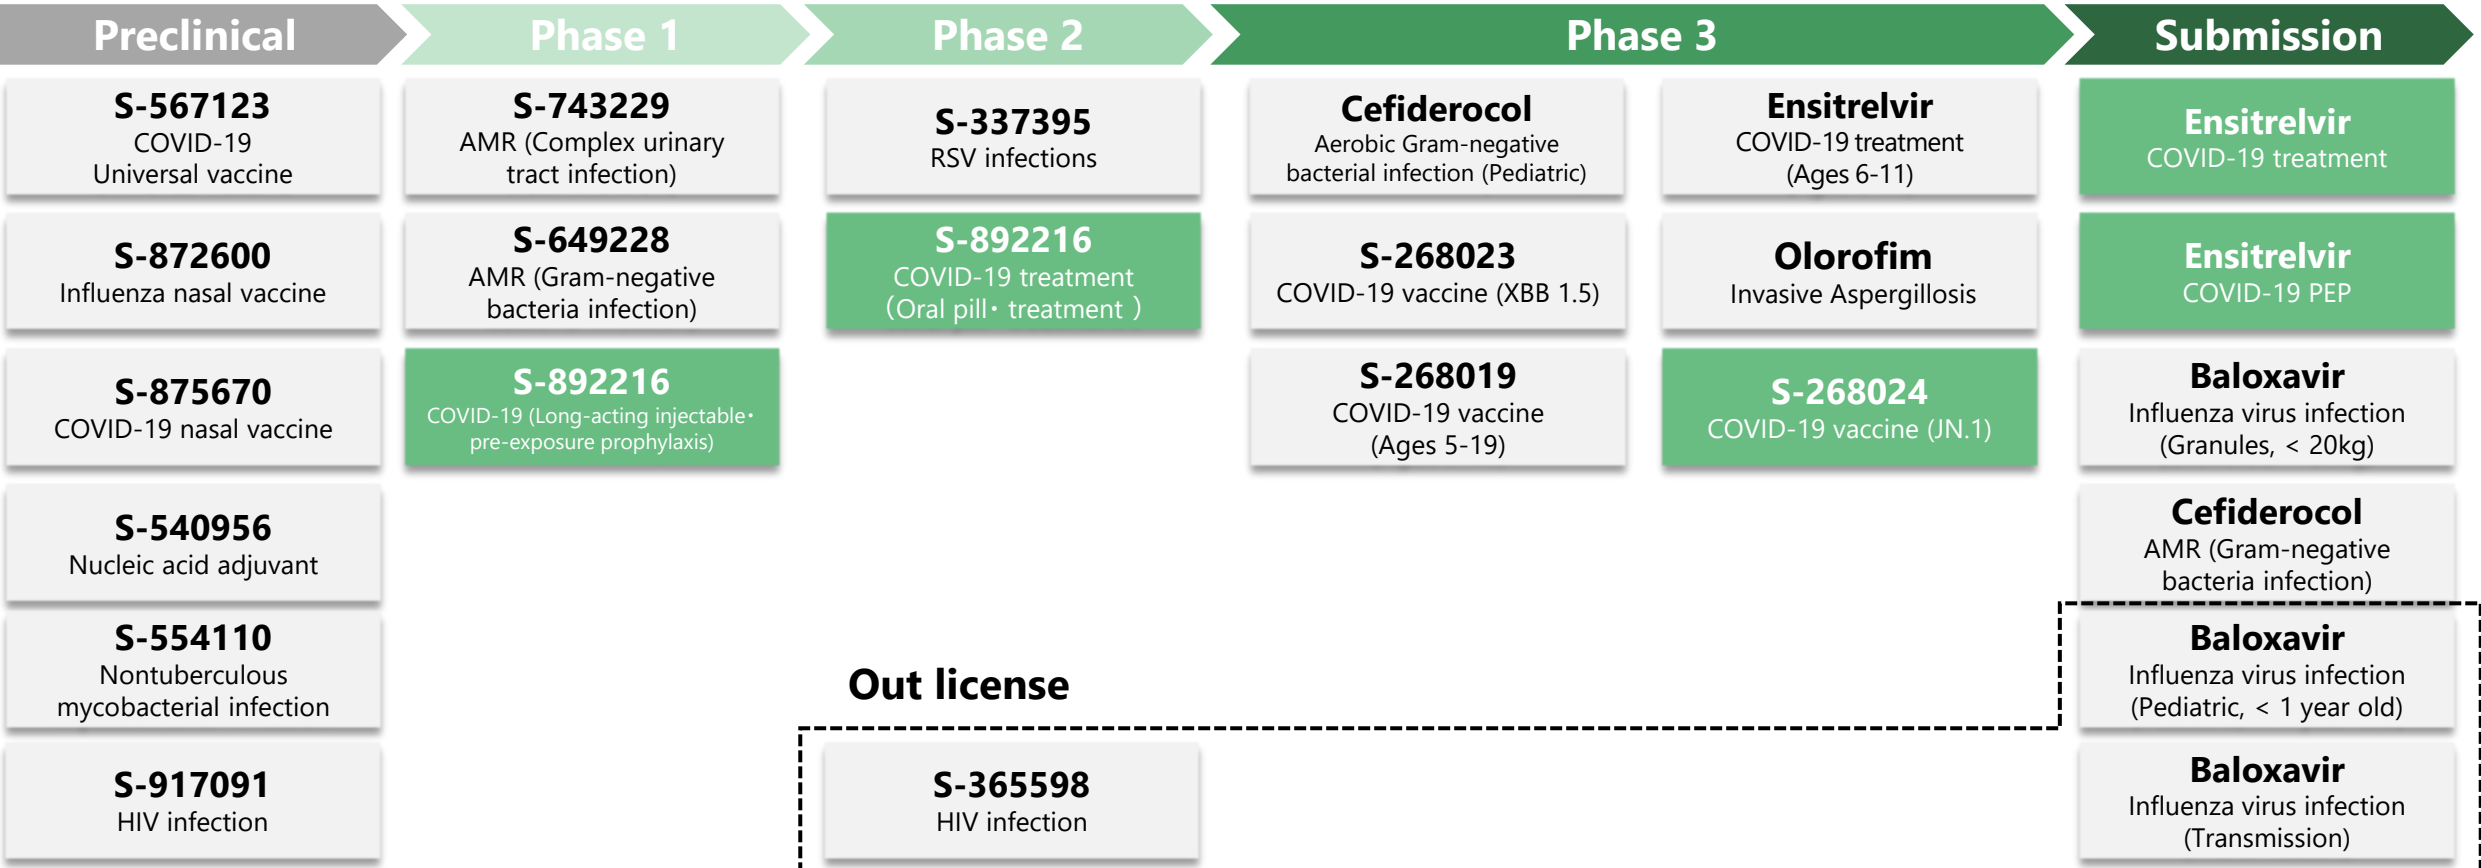 Preclinical
Phase 1
Phase 2
Phase 3
Submission
S-567123
COVID-19
Universal vaccine
S-872600
Influenza nasal vaccine
S-875670
COVID-19 nasal vaccine
S-540956
Nucleic acid adjuvant
S-554110
Nontuberculous
mycobacterial infection
S-917091
HIV infection
S-743229
AMR (Complex urinary
tract infection)
S-649228
AMR (Gram-negative
bacteria infection)
S-892216
COVID-19 (Long-acting injectable・
pre-exposure prophylaxis)
S-337395
RSV infections
S-892216
COVID-19 treatment
（Oral pill・ treatment ）
Cefiderocol
Aerobic Gram-negative
bacterial infection (Pediatric)
S-268023
COVID-19 vaccine (XBB 1.5)
S-268019
COVID-19 vaccine
(Ages 5-19)
Ensitrelvir
COVID-19 treatment
(Ages 6-11)
Olorofim
Invasive Aspergillosis
S-268024
COVID-19 vaccine (JN.1)
Ensitrelvir
COVID-19 treatment
Ensitrelvir
COVID-19 PEP
Baloxavir
Influenza virus infection
(Granules, < 20kg)
Cefiderocol
AMR (Gram-negative
bacteria infection)
Out license
S-365598
HIV infection
Baloxavir
Influenza virus infection
(Pediatric, < 1 year old)
Baloxavir
Influenza virus infection
(Transmission)